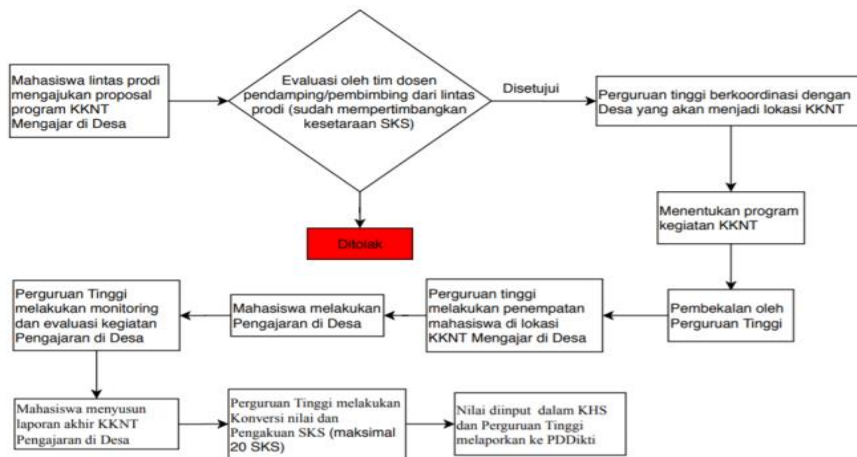 Mahasiswa lintas prodi
mengajukan proposal
program KKNT
Mengajar di Desa
Evaluasi oleh tim dosen
pendamping/pembimbing dari lintas
prodi (sudah mempertimbangkan
kesetaraan SKS)
Disetujui
Perguruan tinggi berkoordinasi dengan
Desa yang akan menjadi lokasi KKNT
Ditolak
Menentukan program
kegiatan KKNT
Pembekalan oleh
Perguruan Tinggi
Perguruan tinggi
melakukan penempatan
mahasiswa di lokasi
KKNT Mengajar di Desa
Mahasiswa melakukan
Pengajaran di Desa
Perguruan Tinggi
melakukan monitoring
dan evaluasi kegiatan
Pengajaran di Desa
Mahasiswa menyusun
laporan akhir KKNT
Pengajaran di Desa
Perguruan Tinggi melakukan
Konversi nilai dan
Pengakuan SKS (maksimal
20 SKS)
Nilai diinput dalam KHS
dan Perguruan Tinggi
melaporkan ke PDDikti